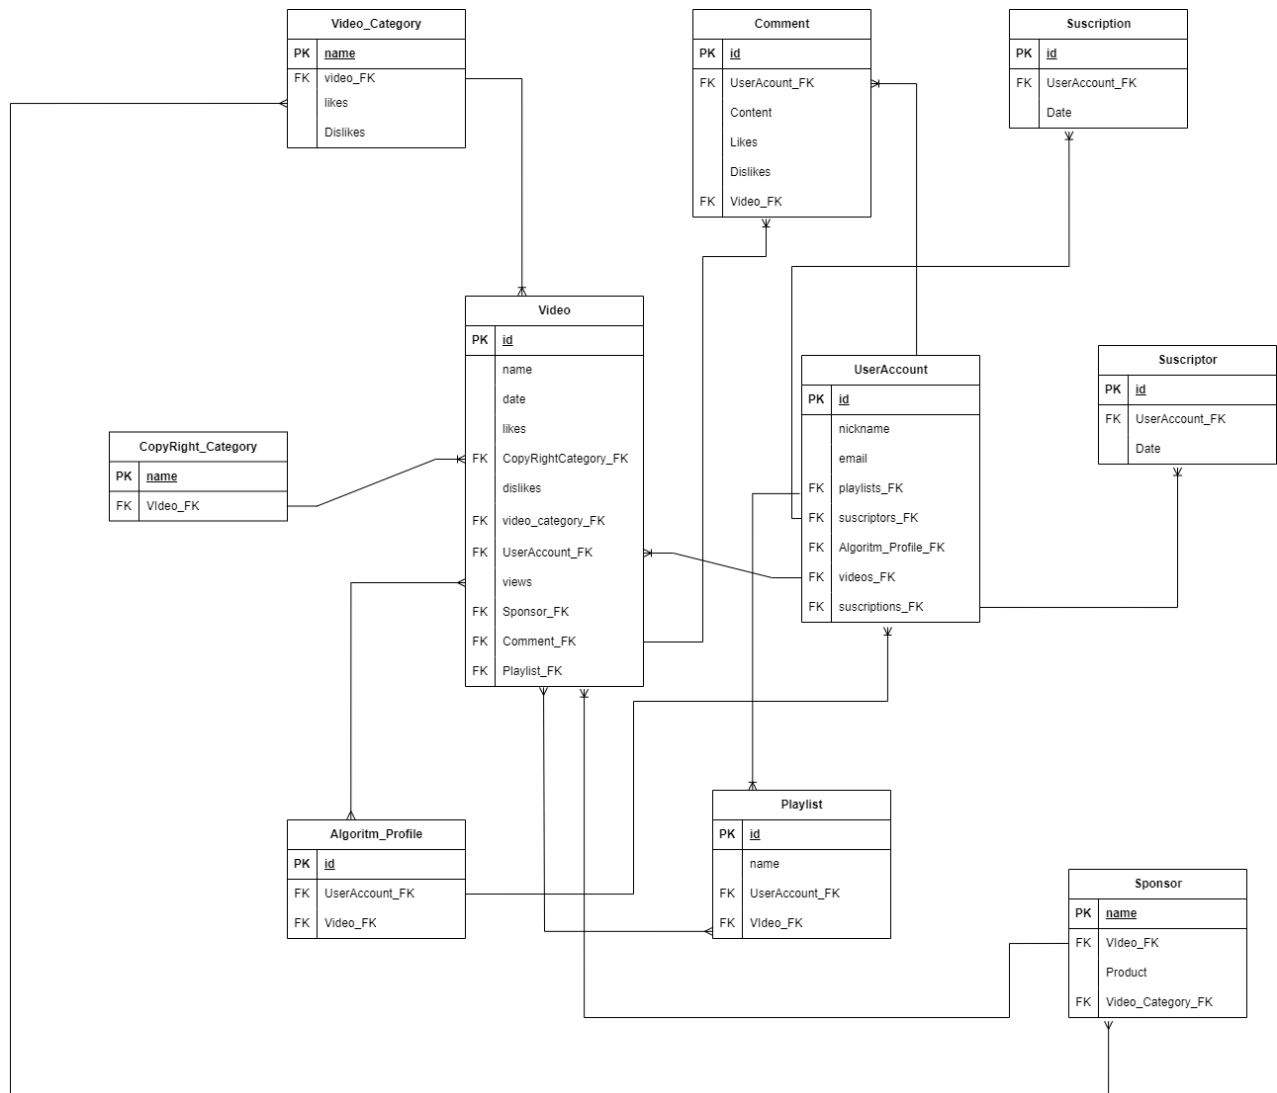 Video_Category
PK name
FK video_FK
likes
Dislikes
Comment
PK id
FK UserAcount_FK
Content
Likes
Dislikes
FK Video_FK
Suscription
PK id
FK UserAccount_FK
Date
Video
PK id
name
date
likes
FK CopyRightCategory_FK
dislikes
FK video_category_FK
FK UserAccount_FK
views
FK Sponsor_FK
FK Comment_FK
FK Playlist_FK
UserAccount
PK id
nickname
email
FK playlists_FK
FK suscriptors_FK
FK Algoritm_Profile_FK
FK videos_FK
FK suscriptions_FK
Suscriptor
PK id
FK UserAccount_FK
Date
CopyRight_Category
PK name
FK VIdeo_FK
Algoritm_Profile
PK id
FK UserAccount_FK
FK Video_FK
Playlist
PK id
name
FK UserAccount_FK
FK VIdeo_FK
Sponsor
PK name
FK VIdeo_FK
Product
FK Video_Category_FK